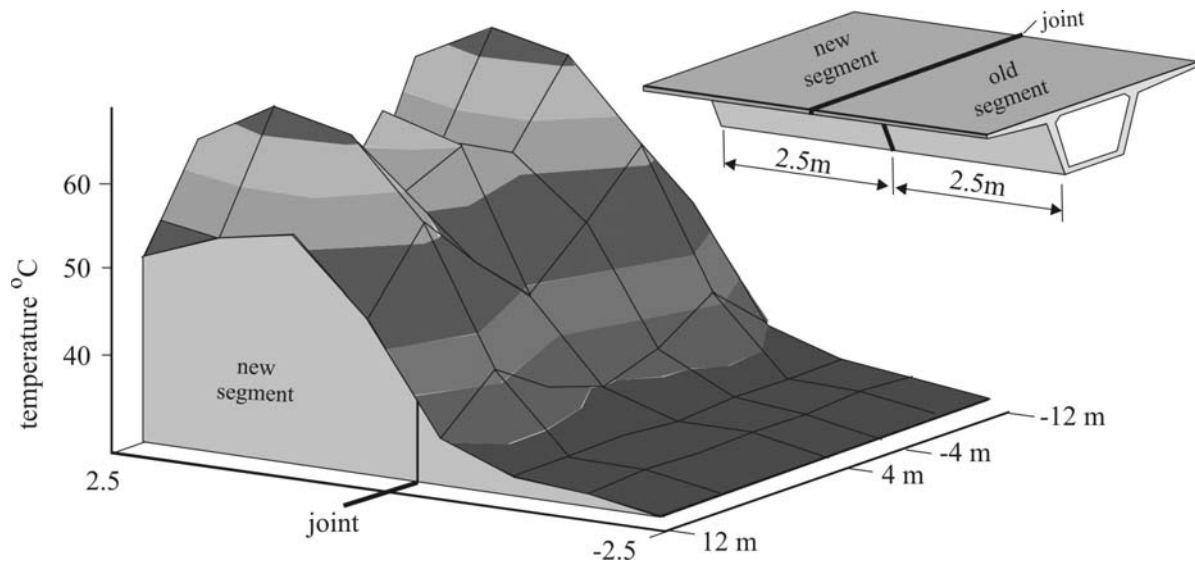 joint
new
segment
old
segment
2.5m
2.5m
60
50
40
temperature °C
new
segment
2.5
joint
-2.5
12 m
4 m
-4 m
-12 m